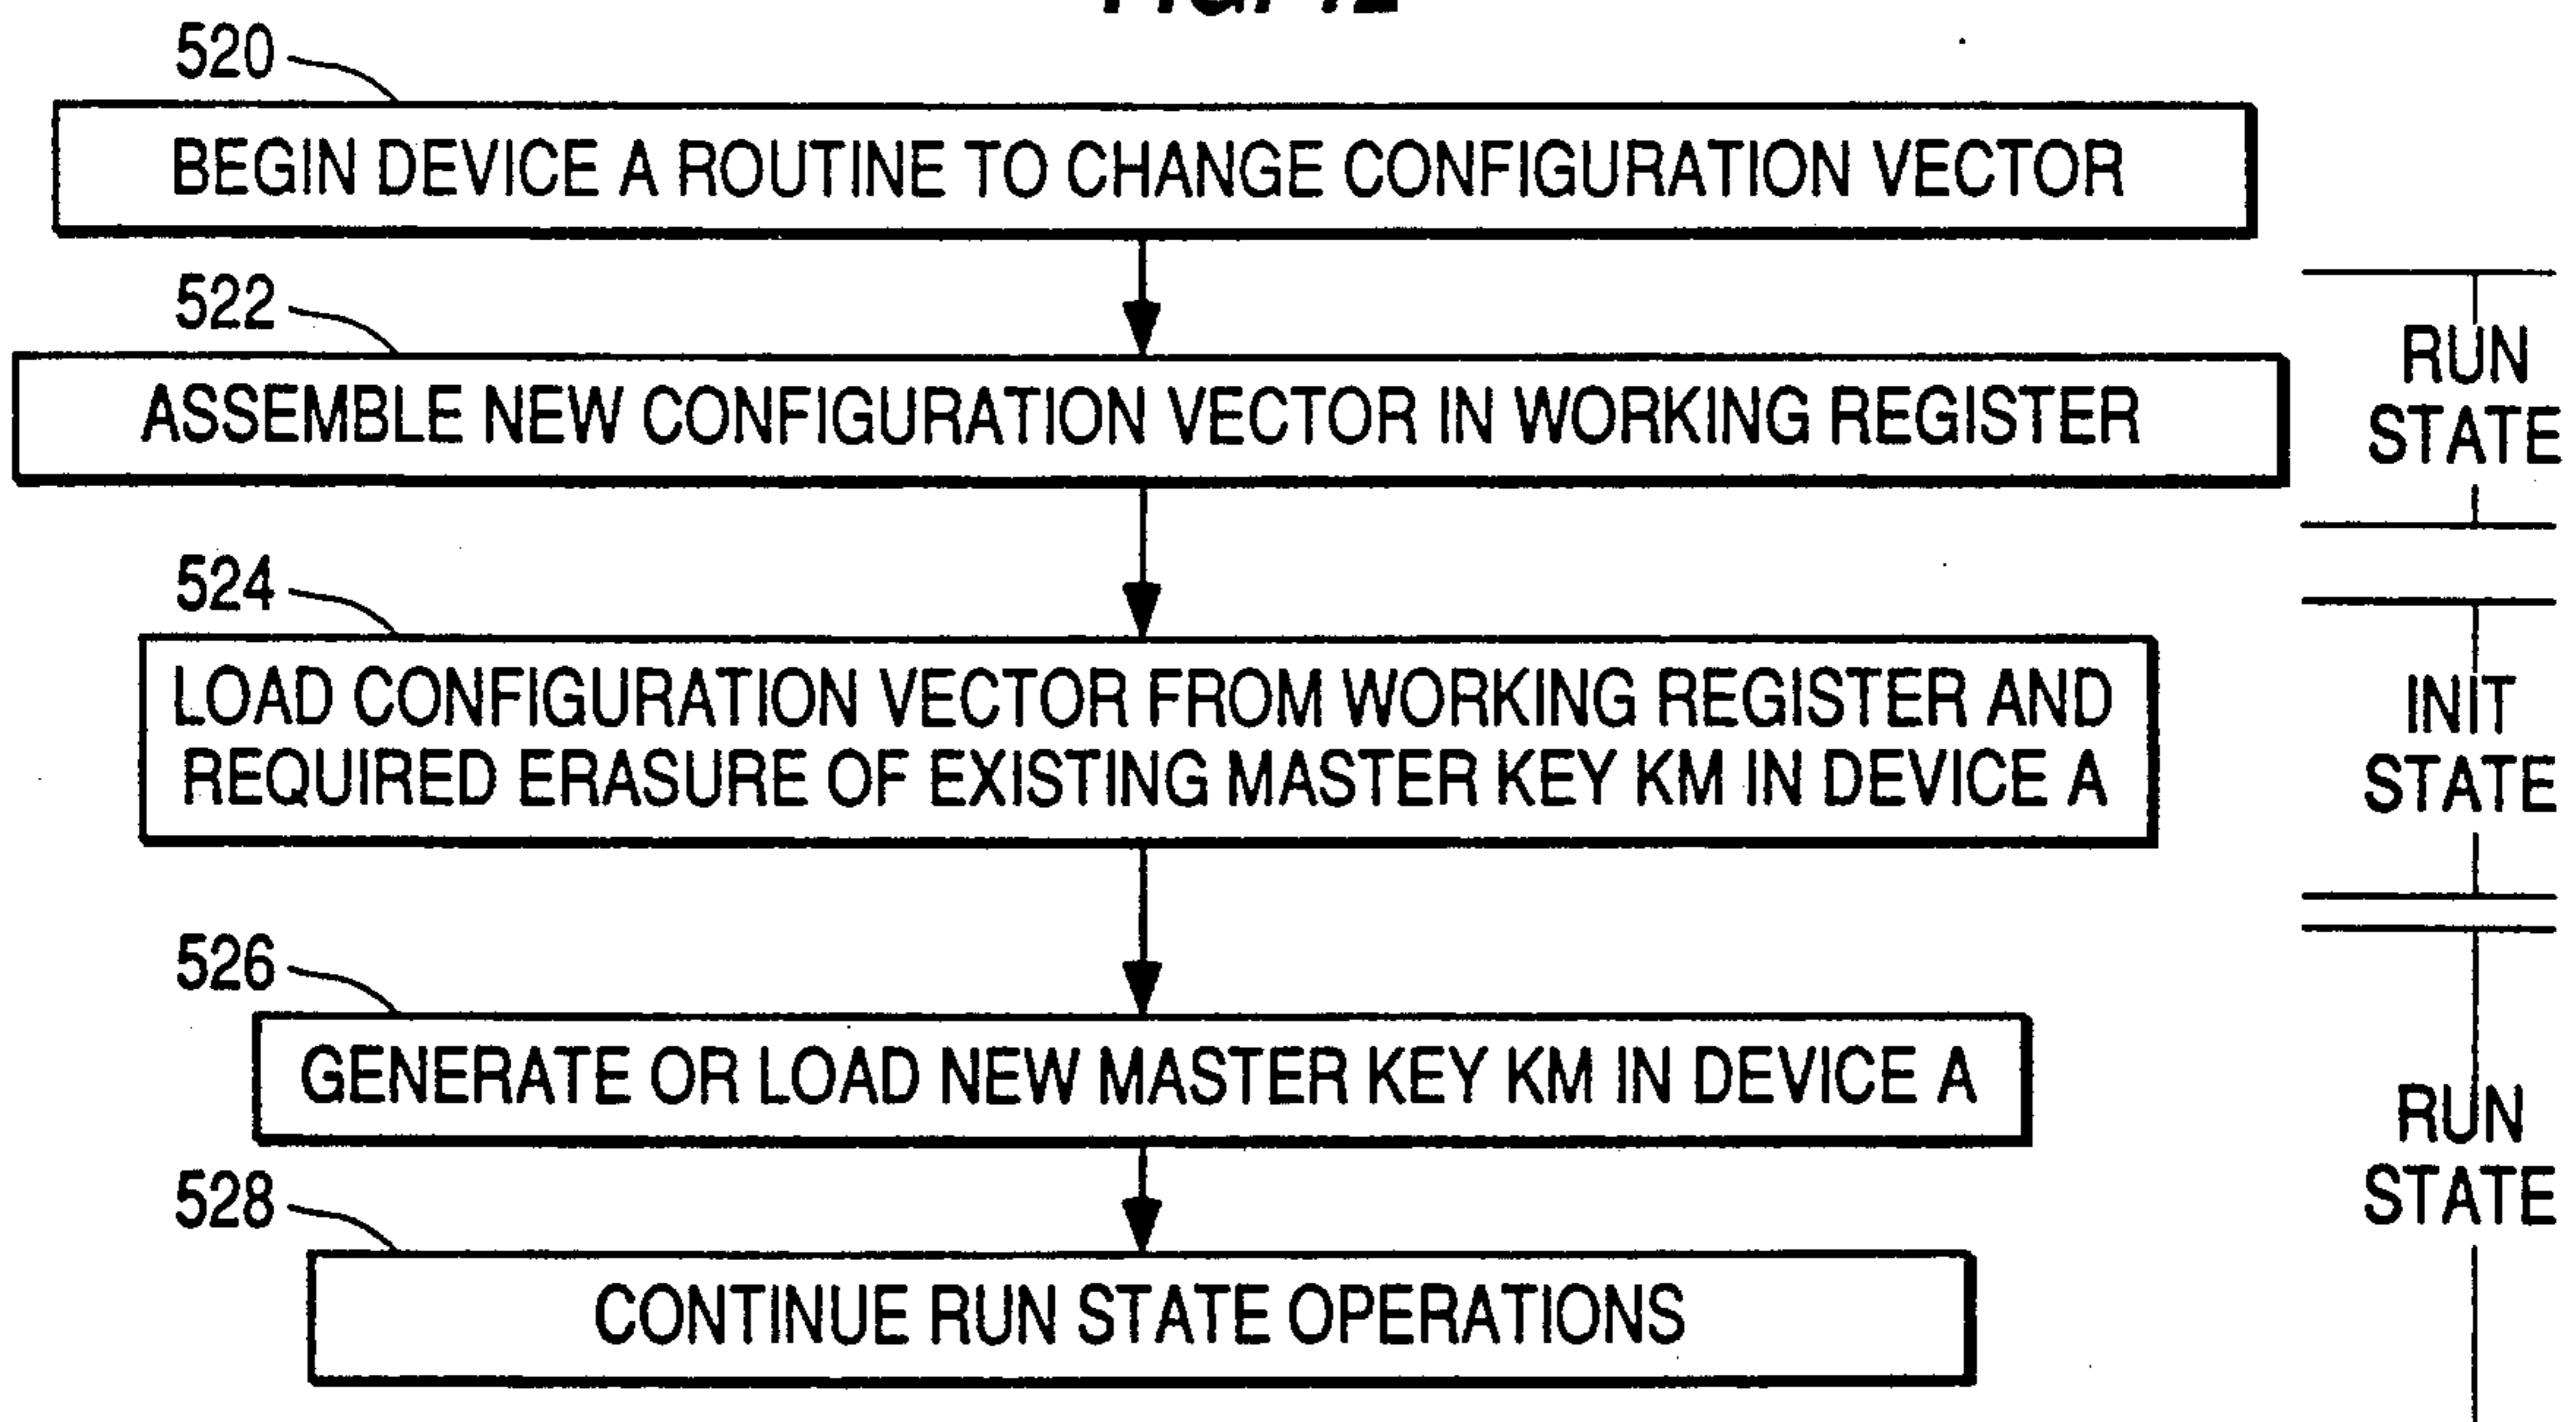 520
BEGIN DEVICE A ROUTINE TO CHANGE CONFIGURATION VECTOR
522
ASSEMBLE NEW CONFIGURATION VECTOR IN WORKING REGISTER
RUN
STATE
524
LOAD CONFIGURATION VECTOR FROM WORKING REGISTER AND
REQUIRED ERASURE OF EXISTING MASTER KEY KM IN DEVICE A
INIT
STATE
526
GENERATE OR LOAD NEW MASTER KEY KM IN DEVICE A
RUN
STATE
528
CONTINUE RUN STATE OPERATIONS